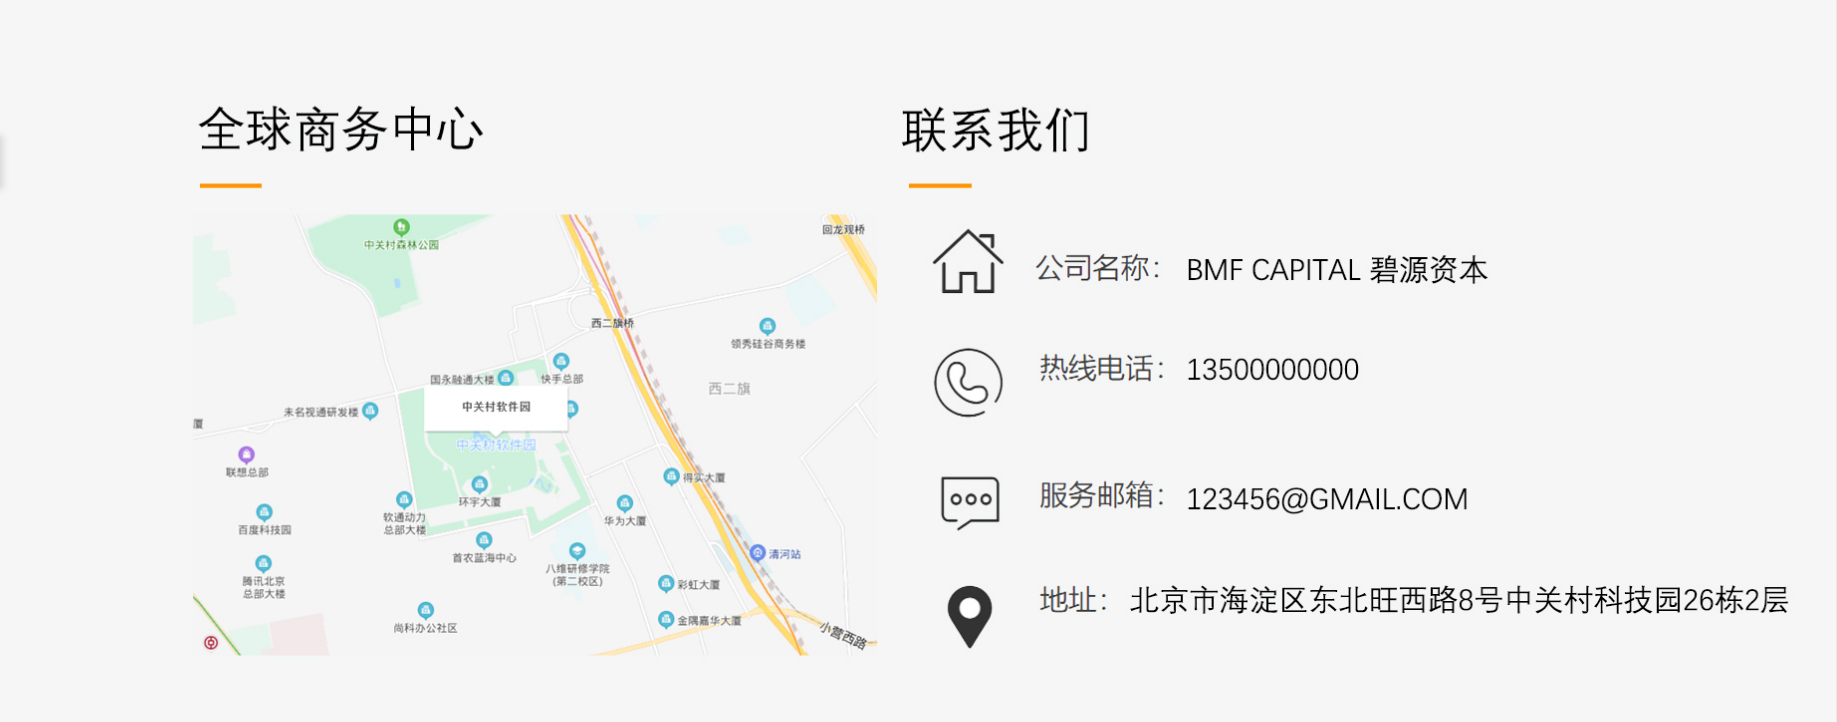 全球商务中心
中关村森林公园
回龙观桥
西二旗桥
领秀硅谷商务楼
国永融通大楼
快手总部
西二旗
中关村软件园
未名视通研发楼
厦
中关村软件园
联想总部
得实大厦
环宇大厦
软通动力
总部大楼
华为大厦
百度科技园
首农蓝海中心
清河站
八维研修学院
(第二校区)
腾讯北京
总部大楼
彩虹大厦
金隅嘉华大厦
尚科办公社区
小营西路
联系我们
公司名称： BMF CAPITAL 碧源资本
热线电话： 13500000000
服务邮箱： 123456@GMAIL.COM
地址： 北京市海淀区东北旺西路8号中关村科技园26栋2层